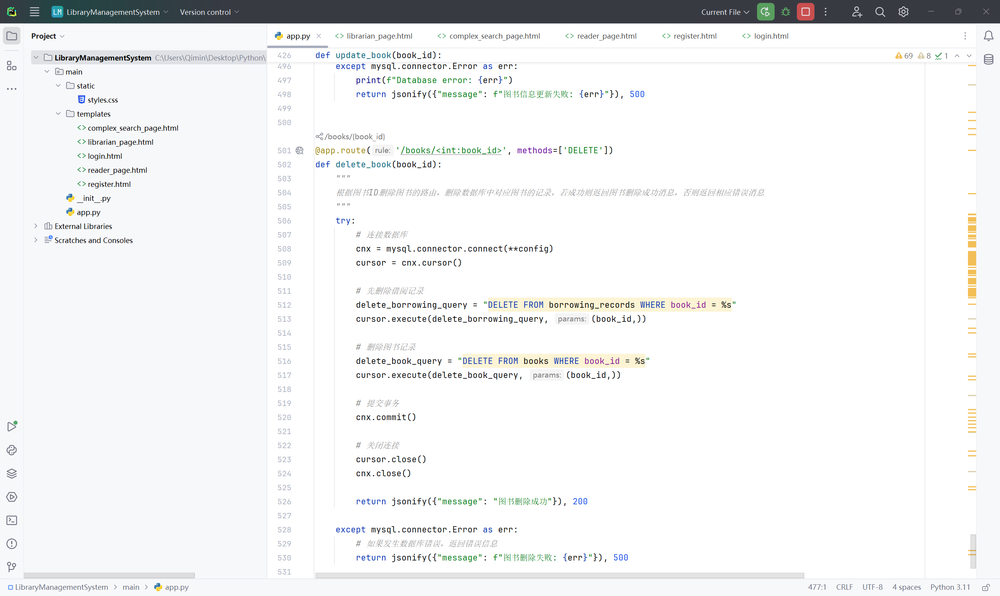 LM LibraryManagementSystem Version control Current File
Project
LibraryManagementSystem C:\Users\Qimin\Desktop\Python\
main
static
styles.css
templates
complex_search_page.html
librarian_page.html
login.html
reader_page.html
register.html
__init__.py
app.py
External Libraries
Scratches and Consoles
app.py librarian_page.html complex_search_page.html reader_page.html register.html login.html
426 def update_book(book_id): 69 8 1
496 except mysql.connector.Error as err:
497 print(f"Database error: {err}")
498 return jsonify({"message": f"图书信息更新失败: {err}"}), 500
499
500
/books/{book_id}
501 @app.route( rule: '/books/<int:book_id>', methods=['DELETE'])
502 def delete_book(book_id):
503 """
504 根据图书ID删除图书的路由，删除数据库中对应图书的记录，若成功则返回图书删除成功消息，否则返回相应错误消息
505 """
506 try:
507 # 连接数据库
508 cnx = mysql.connector.connect(**config)
509 cursor = cnx.cursor()
510
511 # 先删除借阅记录
512 delete_borrowing_query = "DELETE FROM borrowing_records WHERE book_id = %s"
513 cursor.execute(delete_borrowing_query, params: (book_id,))
514
515 # 删除图书记录
516 delete_book_query = "DELETE FROM books WHERE book_id = %s"
517 cursor.execute(delete_book_query, params: (book_id,))
518
519 # 提交事务
520 cnx.commit()
521
522 # 关闭连接
523 cursor.close()
524 cnx.close()
525
526 return jsonify({"message": "图书删除成功"}), 200
527
528 except mysql.connector.Error as err:
529 # 如果发生数据库错误，返回错误信息
530 return jsonify({"message": f"图书删除失败: {err}"}), 500
531
LibraryManagementSystem > main > app.py 477:1 CRLF UTF-8 4 spaces Python 3.11